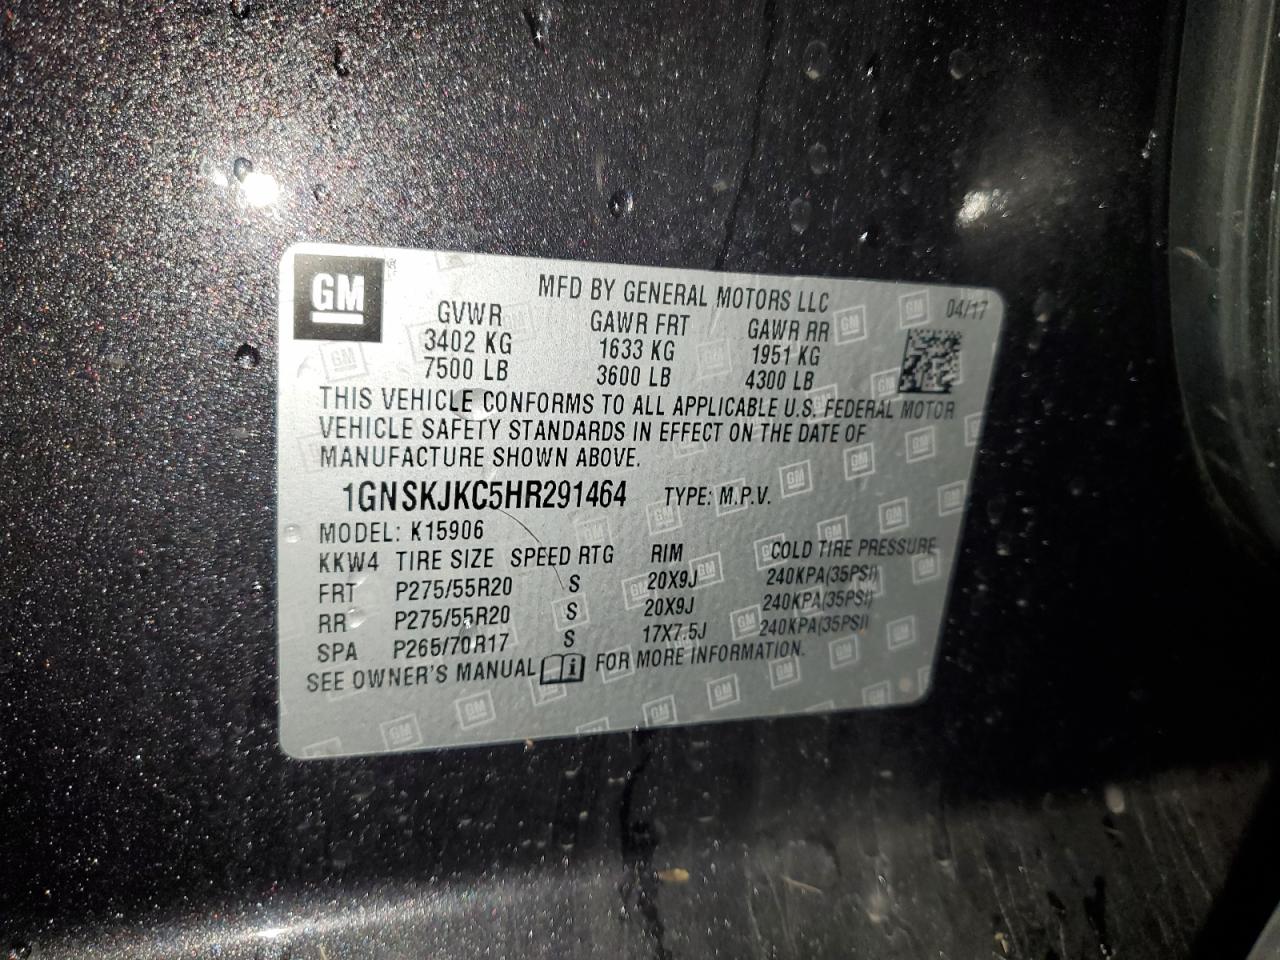 GM
MFD BY GENERAL MOTORS LLC 04/17
GVWR GAWR FRT GAWR RR
3402 KG 1633 KG 1951 KG
7500 LB 3600 LB 4300 LB
THIS VEHICLE CONFORMS TO ALL APPLICABLE U.S. FEDERAL MOTOR
VEHICLE SAFETY STANDARDS IN EFFECT ON THE DATE OF
MANUFACTURE SHOWN ABOVE.
1GNSKJKC5HR291464 TYPE: M.P.V.
MODEL: K15906
KKW4 TIRE SIZE SPEED RTG RIM COLD TIRE PRESSURE
FRT P275/55R20 S 20X9J 240KPA(35PSI)
RR P275/55R20 S 20X9J 240KPA(35PSI)
SPA P265/70R17 S 17X7.5J 240KPA(35PSI)
SEE OWNER'S MANUAL i FOR MORE INFORMATION.